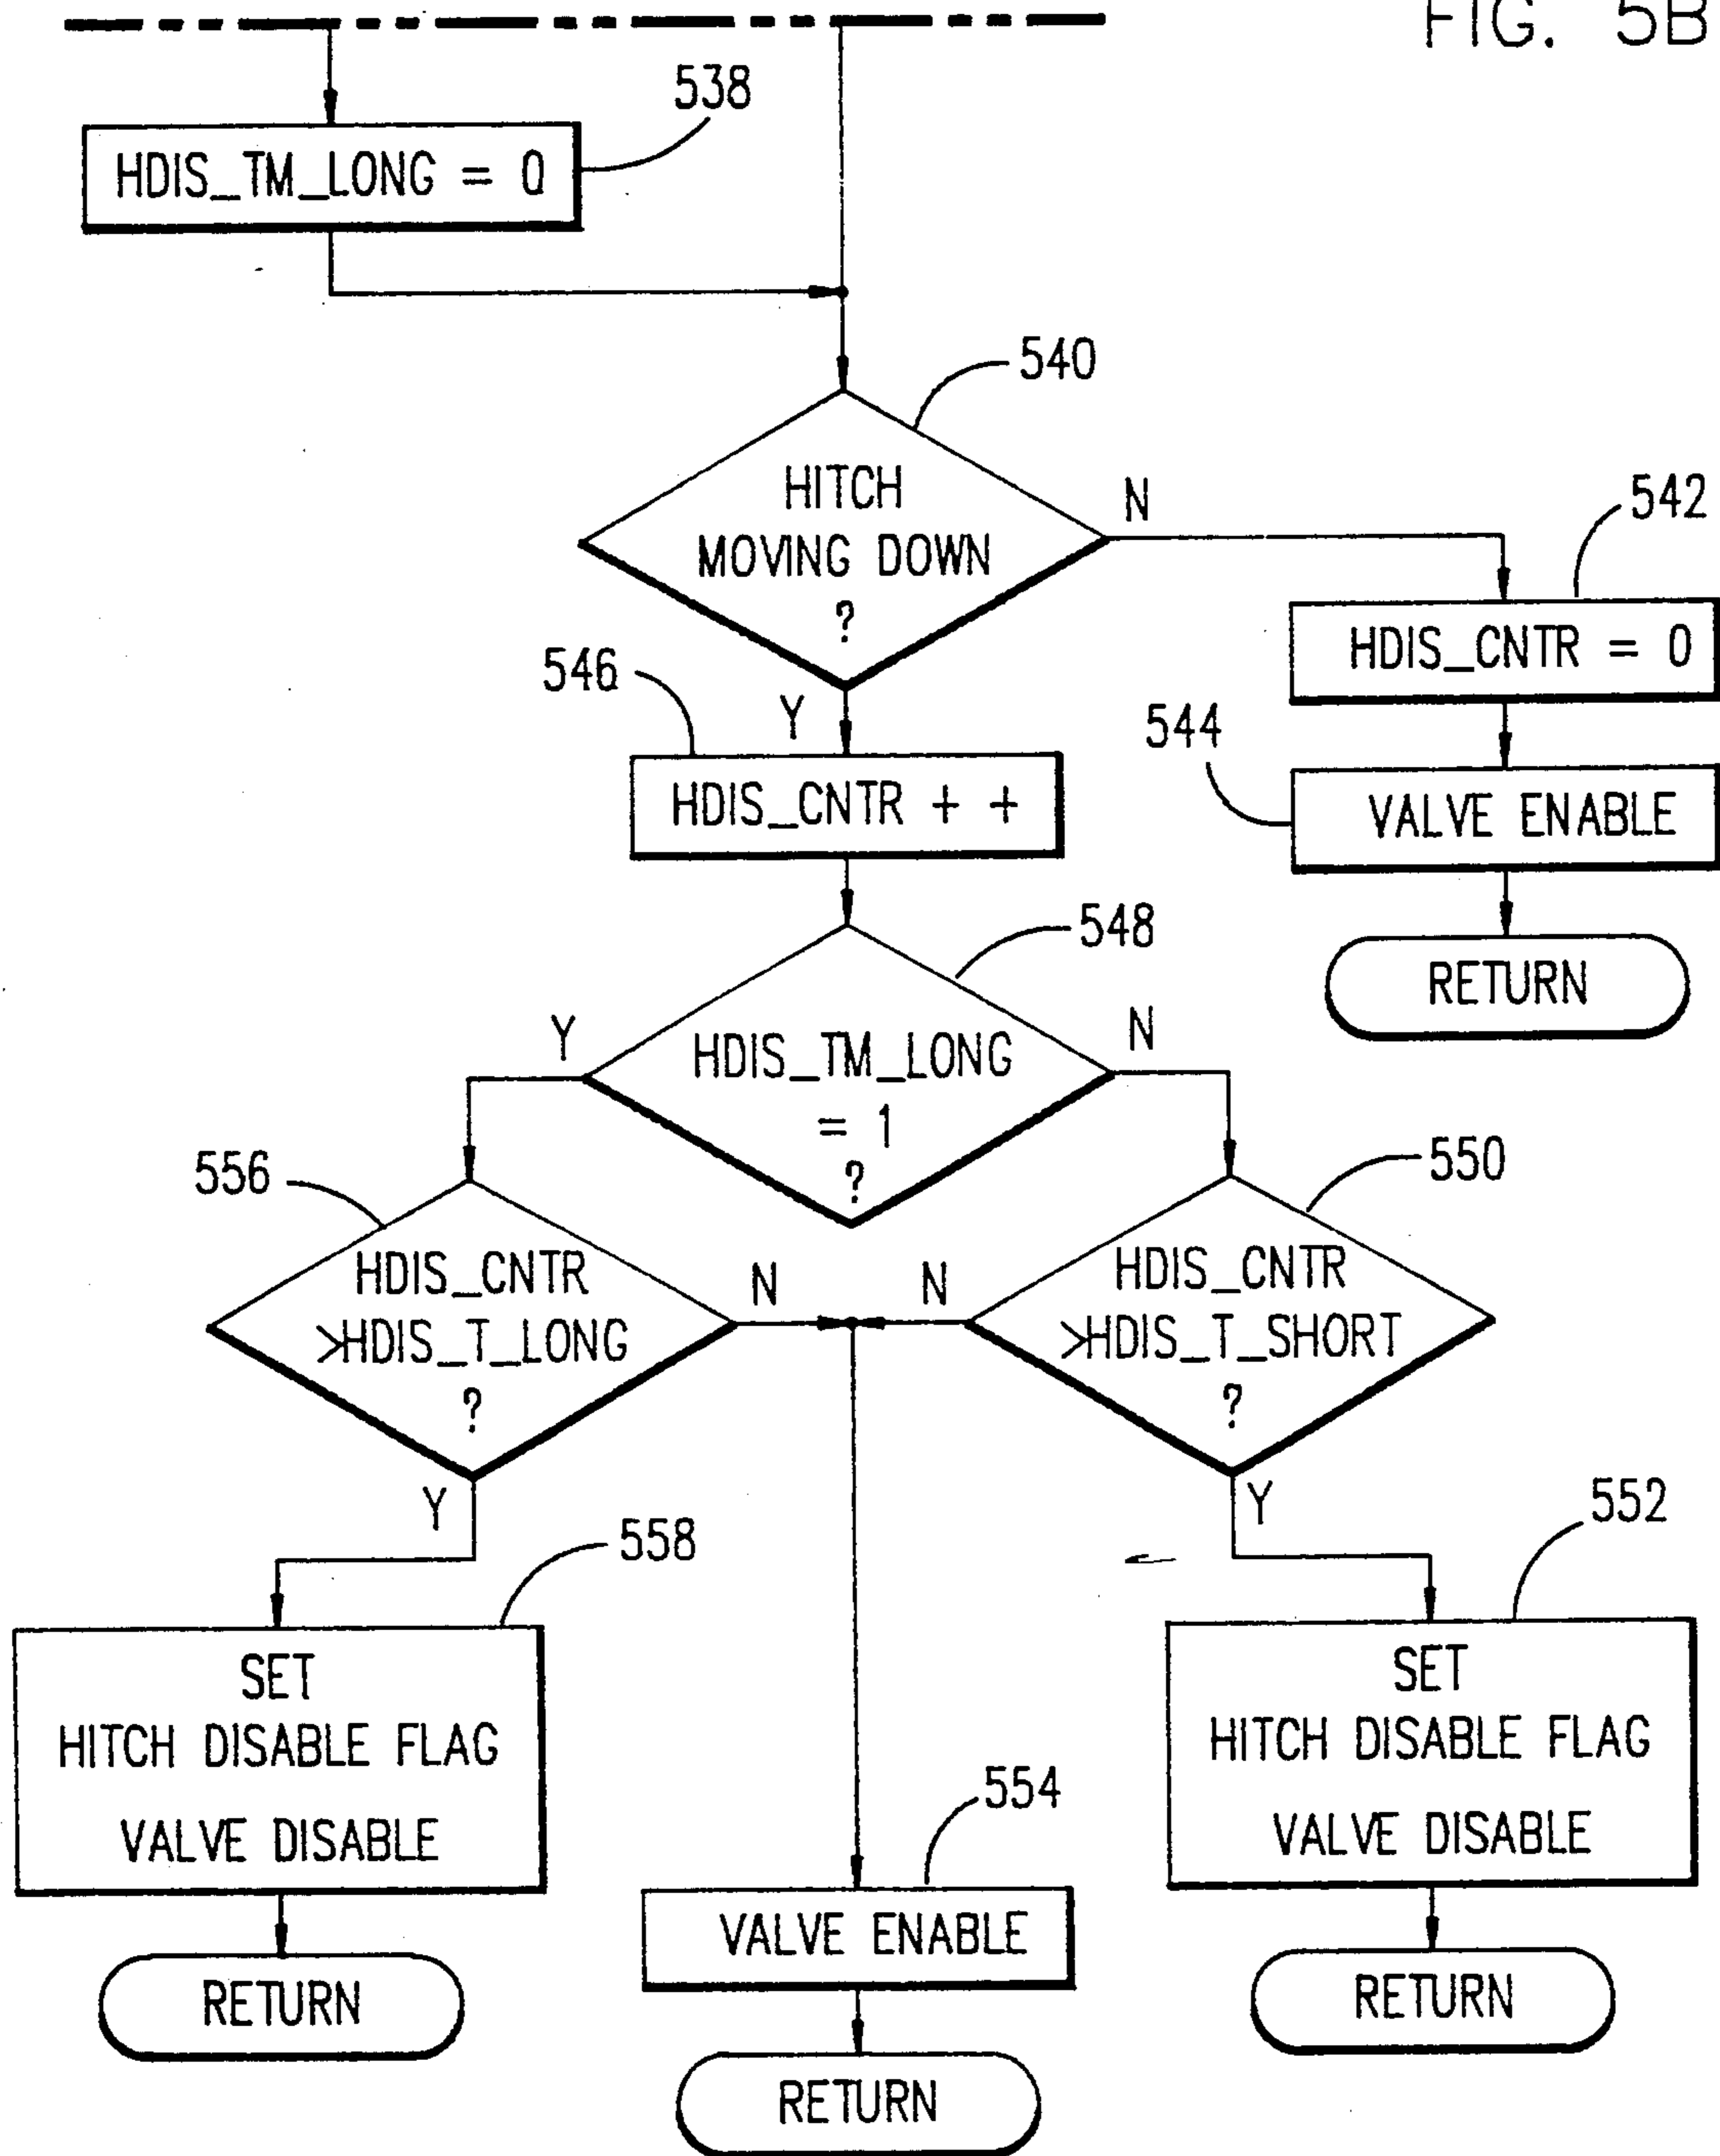 FIG. 5B
538
HDIS_TM_LONG = 0
540
HITCH
MOVING DOWN
?
N
542
HDIS_CNTR = 0
546
Y
544
HDIS_CNTR + +
VALVE ENABLE
548
RETURN
Y
HDIS_TM_LONG
= 1
?
N
556
550
HDIS_CNTR
>HDIS_T_LONG
?
N
N
HDIS_CNTR
>HDIS_T_SHORT
?
Y
Y
558
552
SET
HITCH DISABLE FLAG
VALVE DISABLE
SET
HITCH DISABLE FLAG
VALVE DISABLE
554
VALVE ENABLE
RETURN
RETURN
RETURN